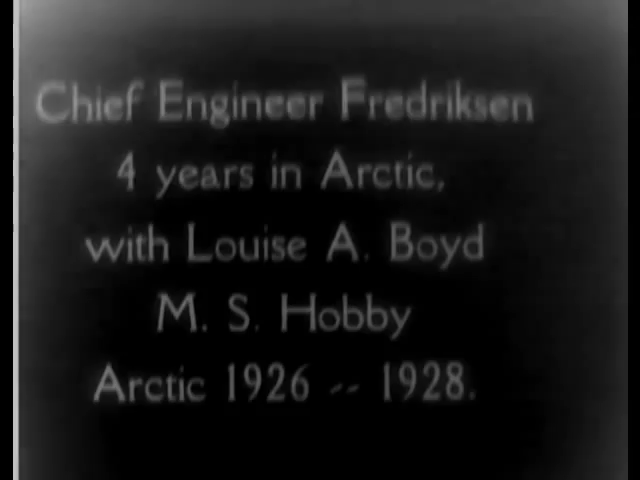 Chief Engineer Fredriksen
4 years in Arctic,
with Louise A. Boyd
M. S. Hobby
Arctic 1926 -- 1928.